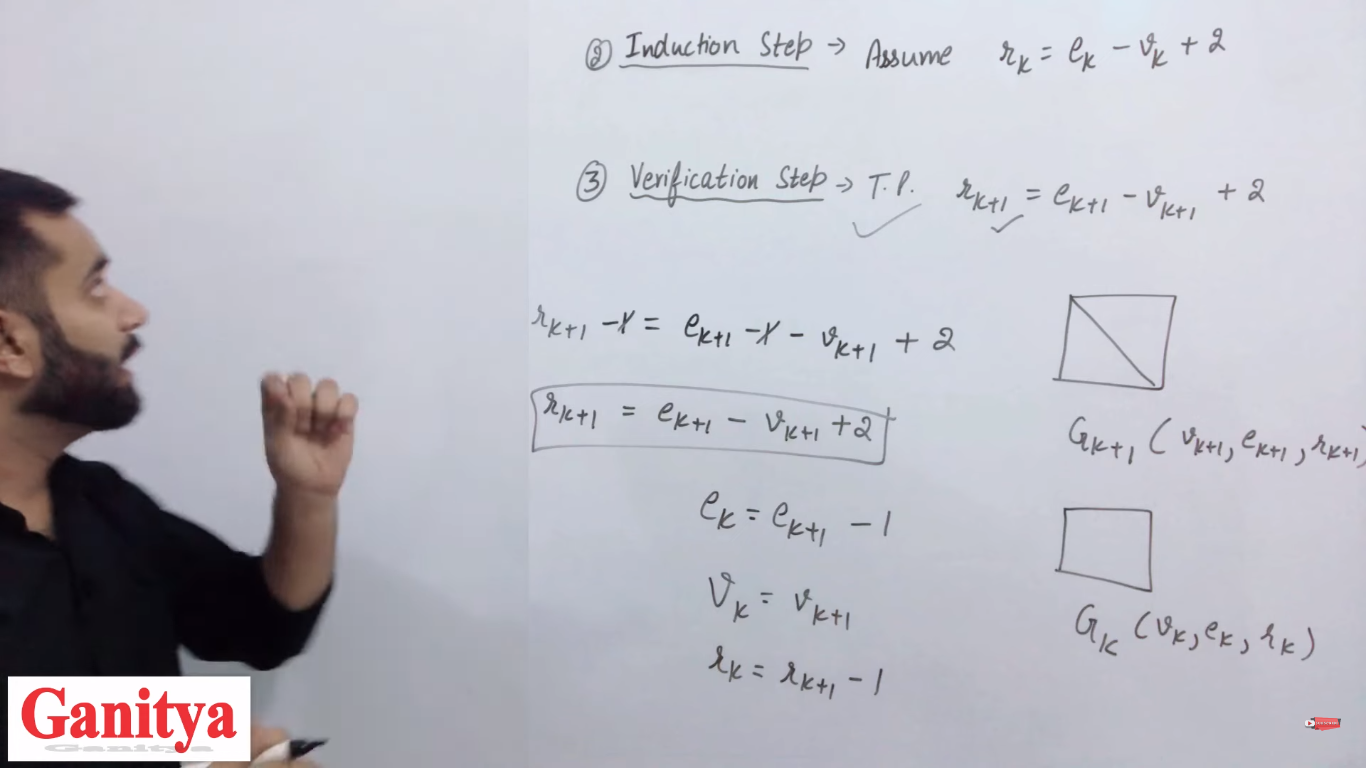 ② Induction Step → Assume r_k = e_k − v_k + 2
③ Verification Step → T.P. r_{k+1} = e_{k+1} − v_{k+1} + 2
r_{k+1} − 1 = e_{k+1} − 1 − v_{k+1} + 2
r_{k+1} = e_{k+1} − v_{k+1} + 2
e_k = e_{k+1} − 1
v_k = v_{k+1}
r_k = r_{k+1} − 1
G_{k+1} (v_{k+1}, e_{k+1}, r_{k+1})
G_k (v_k, e_k, r_k)
Ganitya